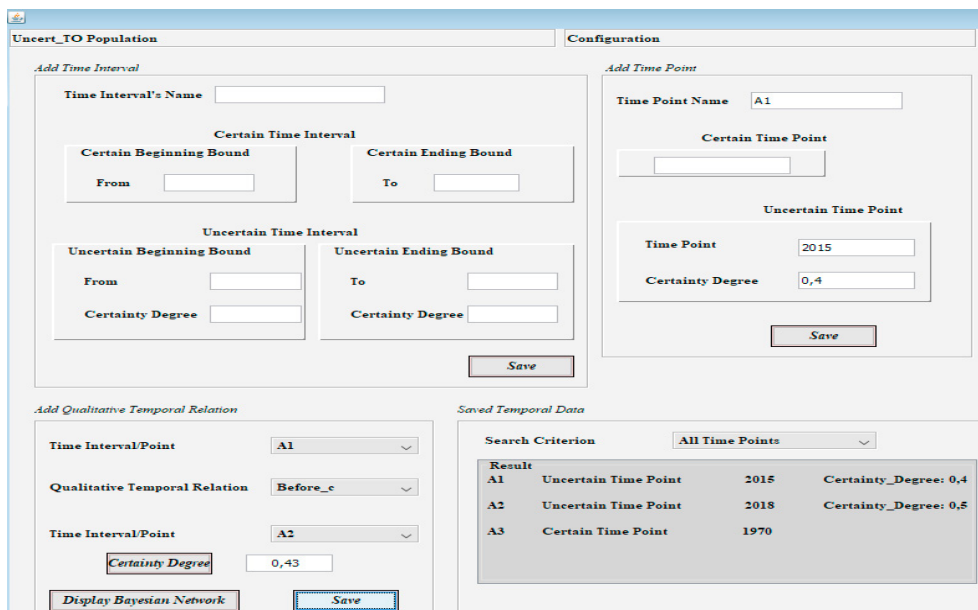 Uncert_TO Population
Configuration
Add Time Interval
Time Interval's Name
Certain Time Interval
Certain Beginning Bound
Certain Ending Bound
From
To
Uncertain Time Interval
Uncertain Beginning Bound
Uncertain Ending Bound
From
To
Certainty Degree
Certainty Degree
Save
Add Time Point
Time Point Name A1
Certain Time Point
Uncertain Time Point
Time Point 2015
Certainty Degree 0,4
Save
Add Qualitative Temporal Relation
Time Interval/Point A1
Qualitative Temporal Relation Before_c
Time Interval/Point A2
Certainty Degree 0,43
Display Bayesian Network Save
Saved Temporal Data
Search Criterion All Time Points
Result
A1 Uncertain Time Point 2015 Certainty_Degree: 0,4
A2 Uncertain Time Point 2018 Certainty_Degree: 0,5
A3 Certain Time Point 1970